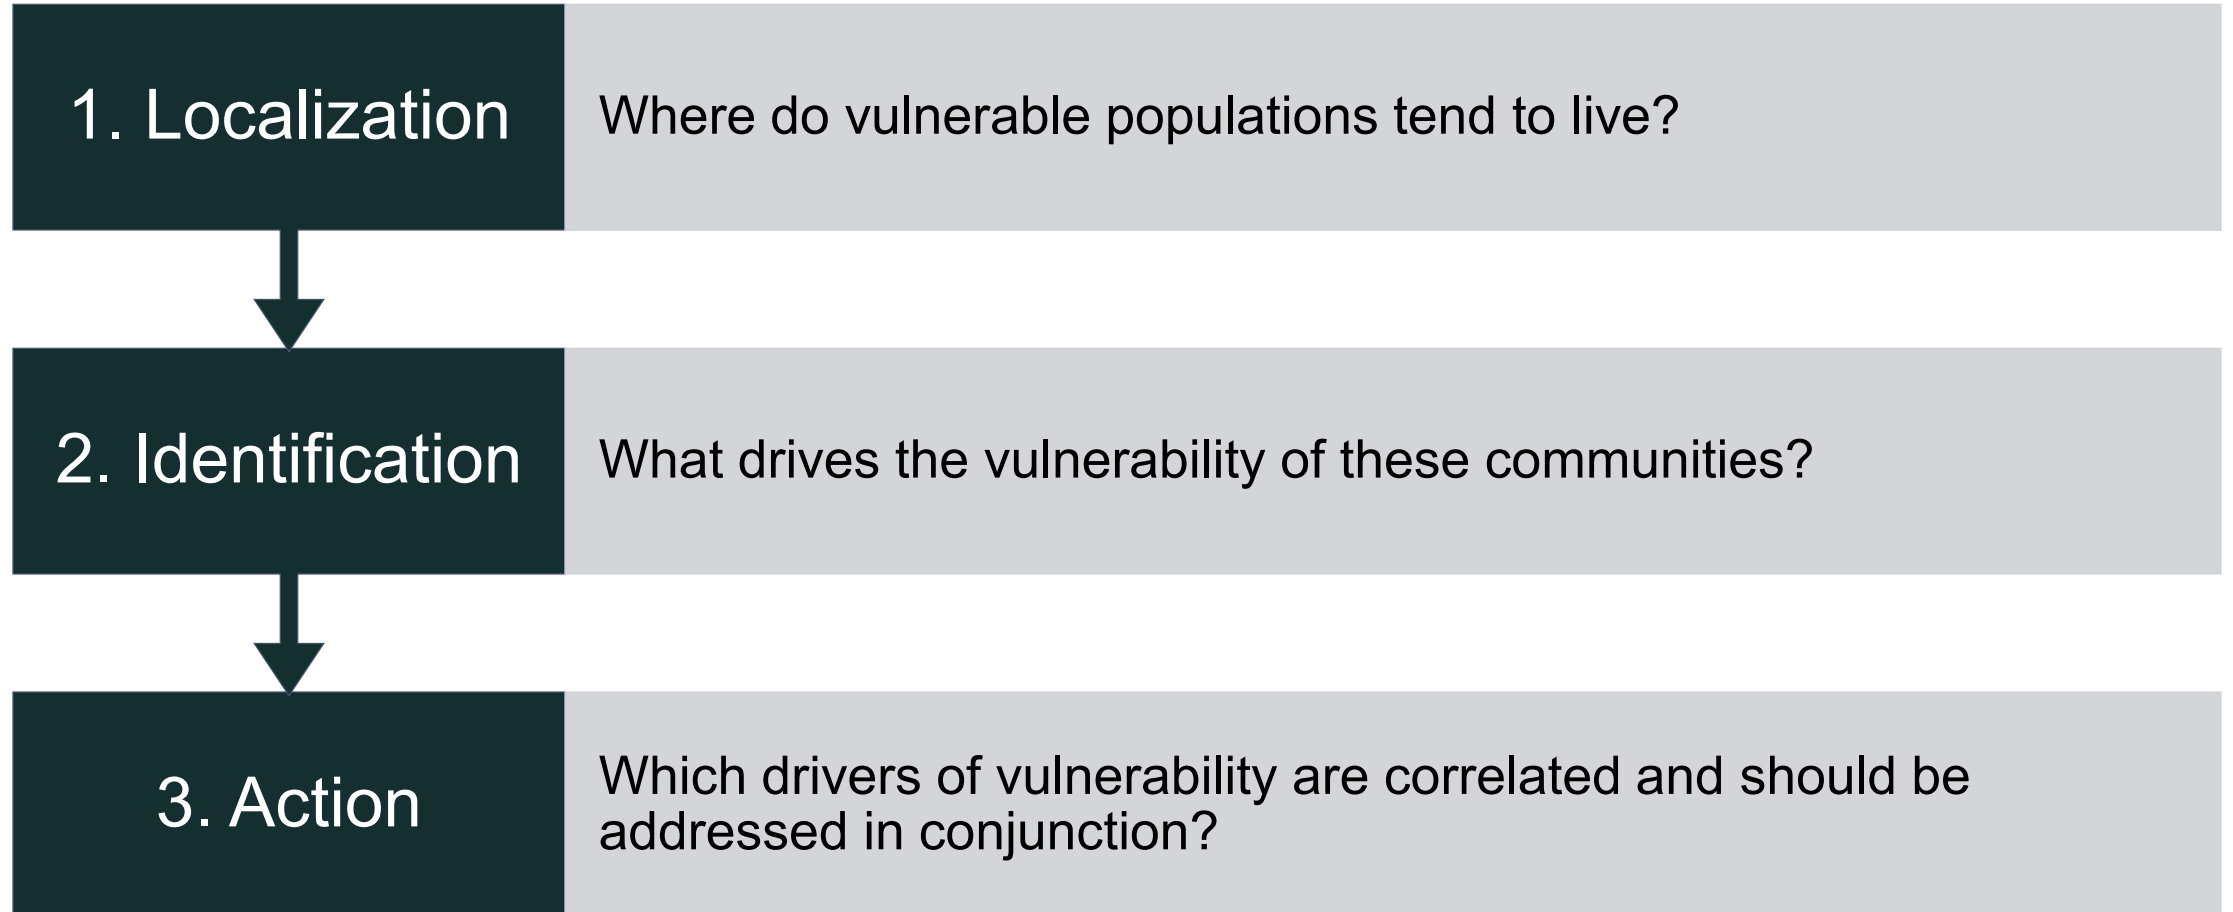 1. Localization
Where do vulnerable populations tend to live?
2. Identification
What drives the vulnerability of these communities?
3. Action
Which drivers of vulnerability are correlated and should be
addressed in conjunction?